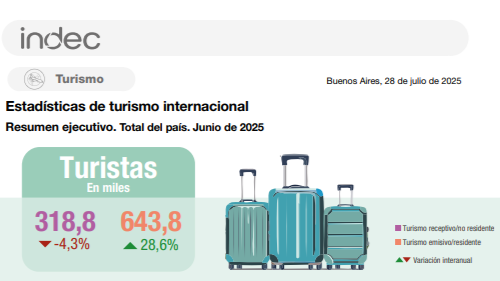 indec
Turismo
Buenos Aires, 28 de julio de 2025
Estadísticas de turismo internacional
Resumen ejecutivo. Total del país. Junio de 2025
Turistas
En miles
318,8 643,8
-4,3% 28,6%
Turismo receptivo/no residente
Turismo emisivo/residente
Variación interanual